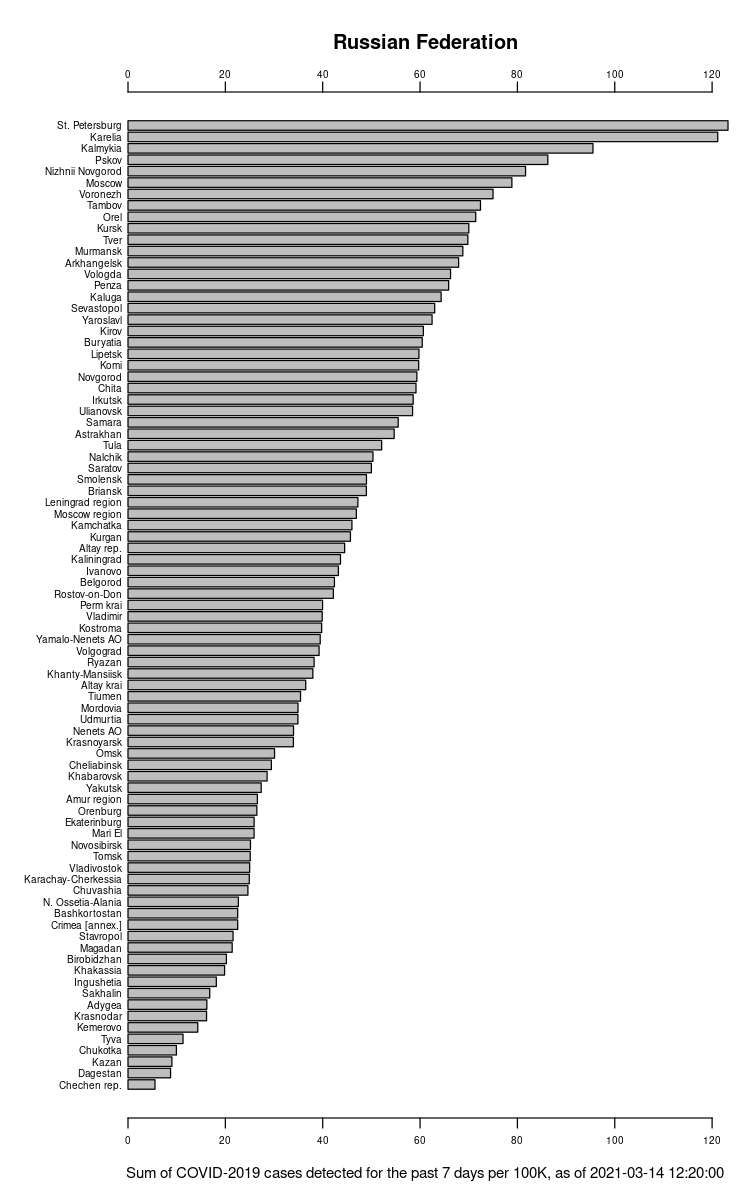 Russian Federation
0 20 40 60 80 100 120
St. Petersburg
Karelia
Kalmykia
Pskov
Nizhnii Novgorod
Moscow
Voronezh
Tambov
Orel
Kursk
Tver
Murmansk
Arkhangelsk
Vologda
Penza
Kaluga
Sevastopol
Yaroslavl
Kirov
Buryatia
Lipetsk
Komi
Novgorod
Chita
Irkutsk
Ulianovsk
Samara
Astrakhan
Tula
Nalchik
Saratov
Smolensk
Briansk
Leningrad region
Moscow region
Kamchatka
Kurgan
Altay rep.
Kaliningrad
Ivanovo
Belgorod
Rostov-on-Don
Perm krai
Vladimir
Kostroma
Yamalo-Nenets AO
Volgograd
Ryazan
Khanty-Mansiisk
Altay krai
Tiumen
Mordovia
Udmurtia
Nenets AO
Krasnoyarsk
Omsk
Cheliabinsk
Khabarovsk
Yakutsk
Amur region
Orenburg
Ekaterinburg
Mari El
Novosibirsk
Tomsk
Vladivostok
Karachay-Cherkessia
Chuvashia
N. Ossetia-Alania
Bashkortostan
Crimea [annex.]
Stavropol
Magadan
Birobidzhan
Khakassia
Ingushetia
Sakhalin
Adygea
Krasnodar
Kemerovo
Tyva
Chukotka
Kazan
Dagestan
Chechen rep.
0 20 40 60 80 100 120
Sum of COVID-2019 cases detected for the past 7 days per 100K, as of 2021-03-14 12:20:00